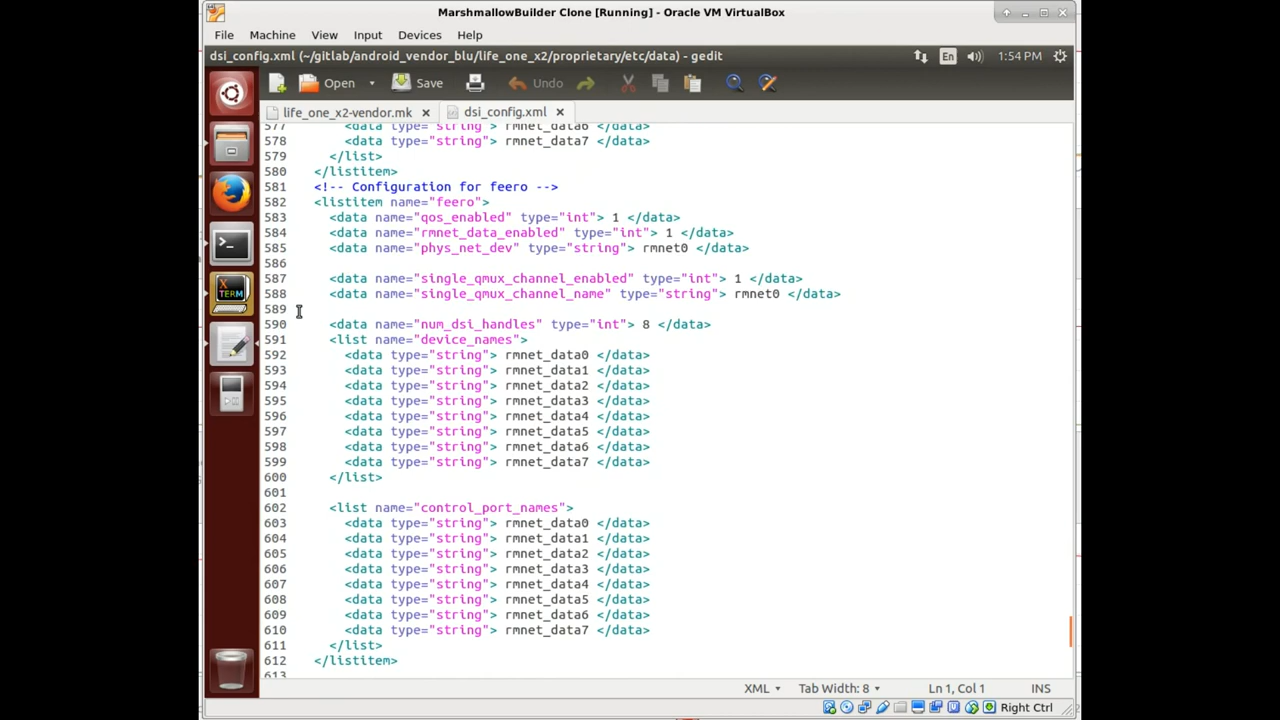 MarshmallowBuilder Clone [Running] - Oracle VM VirtualBox
File Machine View Input Devices Help
dsi_config.xml (~/gitlab/android_vendor_blu/life_one_x2/proprietary/etc/data) - gedit
En 1:54 PM
Open Save Undo
life_one_x2-vendor.mk x dsi_config.xml x
577 <data type="string"> rmnet_data6 </data>
578 <data type="string"> rmnet_data7 </data>
579 </list>
580 </listitem>
581 <!-- Configuration for feero -->
582 <listitem name="feero">
583 <data name="qos_enabled" type="int"> 1 </data>
584 <data name="rmnet_data_enabled" type="int"> 1 </data>
585 <data name="phys_net_dev" type="string"> rmnet0 </data>
586
587 <data name="single_qmux_channel_enabled" type="int"> 1 </data>
588 <data name="single_qmux_channel_name" type="string"> rmnet0 </data>
589
590 <data name="num_dsi_handles" type="int"> 8 </data>
591 <list name="device_names">
592 <data type="string"> rmnet_data0 </data>
593 <data type="string"> rmnet_data1 </data>
594 <data type="string"> rmnet_data2 </data>
595 <data type="string"> rmnet_data3 </data>
596 <data type="string"> rmnet_data4 </data>
597 <data type="string"> rmnet_data5 </data>
598 <data type="string"> rmnet_data6 </data>
599 <data type="string"> rmnet_data7 </data>
600 </list>
601
602 <list name="control_port_names">
603 <data type="string"> rmnet_data0 </data>
604 <data type="string"> rmnet_data1 </data>
605 <data type="string"> rmnet_data2 </data>
606 <data type="string"> rmnet_data3 </data>
607 <data type="string"> rmnet_data4 </data>
608 <data type="string"> rmnet_data5 </data>
609 <data type="string"> rmnet_data6 </data>
610 <data type="string"> rmnet_data7 </data>
611 </list>
612 </listitem>
613
XML Tab Width: 8 Ln 1, Col 1 INS
Right Ctrl
X TERM